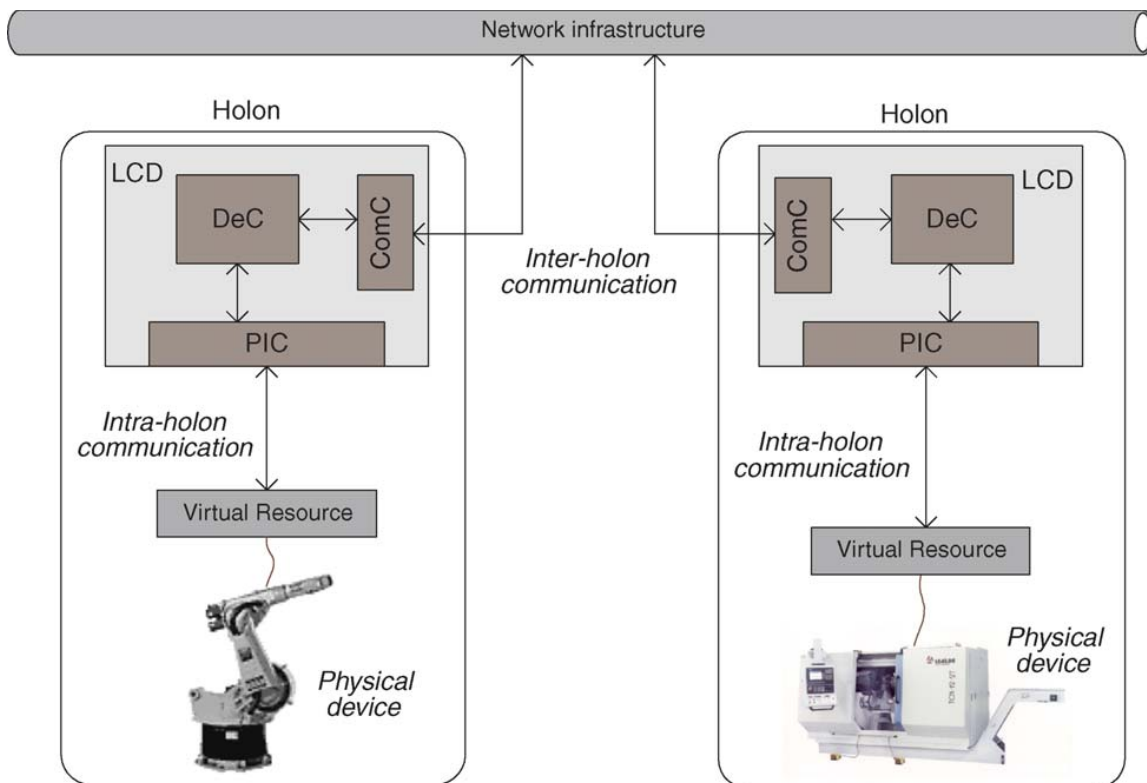 Network infrastructure
Holon
LCD
DeC
ComC
PIC
Inter-holon
communication
Intra-holon
communication
Virtual Resource
Physical
device
Holon
LCD
ComC
DeC
PIC
Intra-holon
communication
Virtual Resource
Physical
device